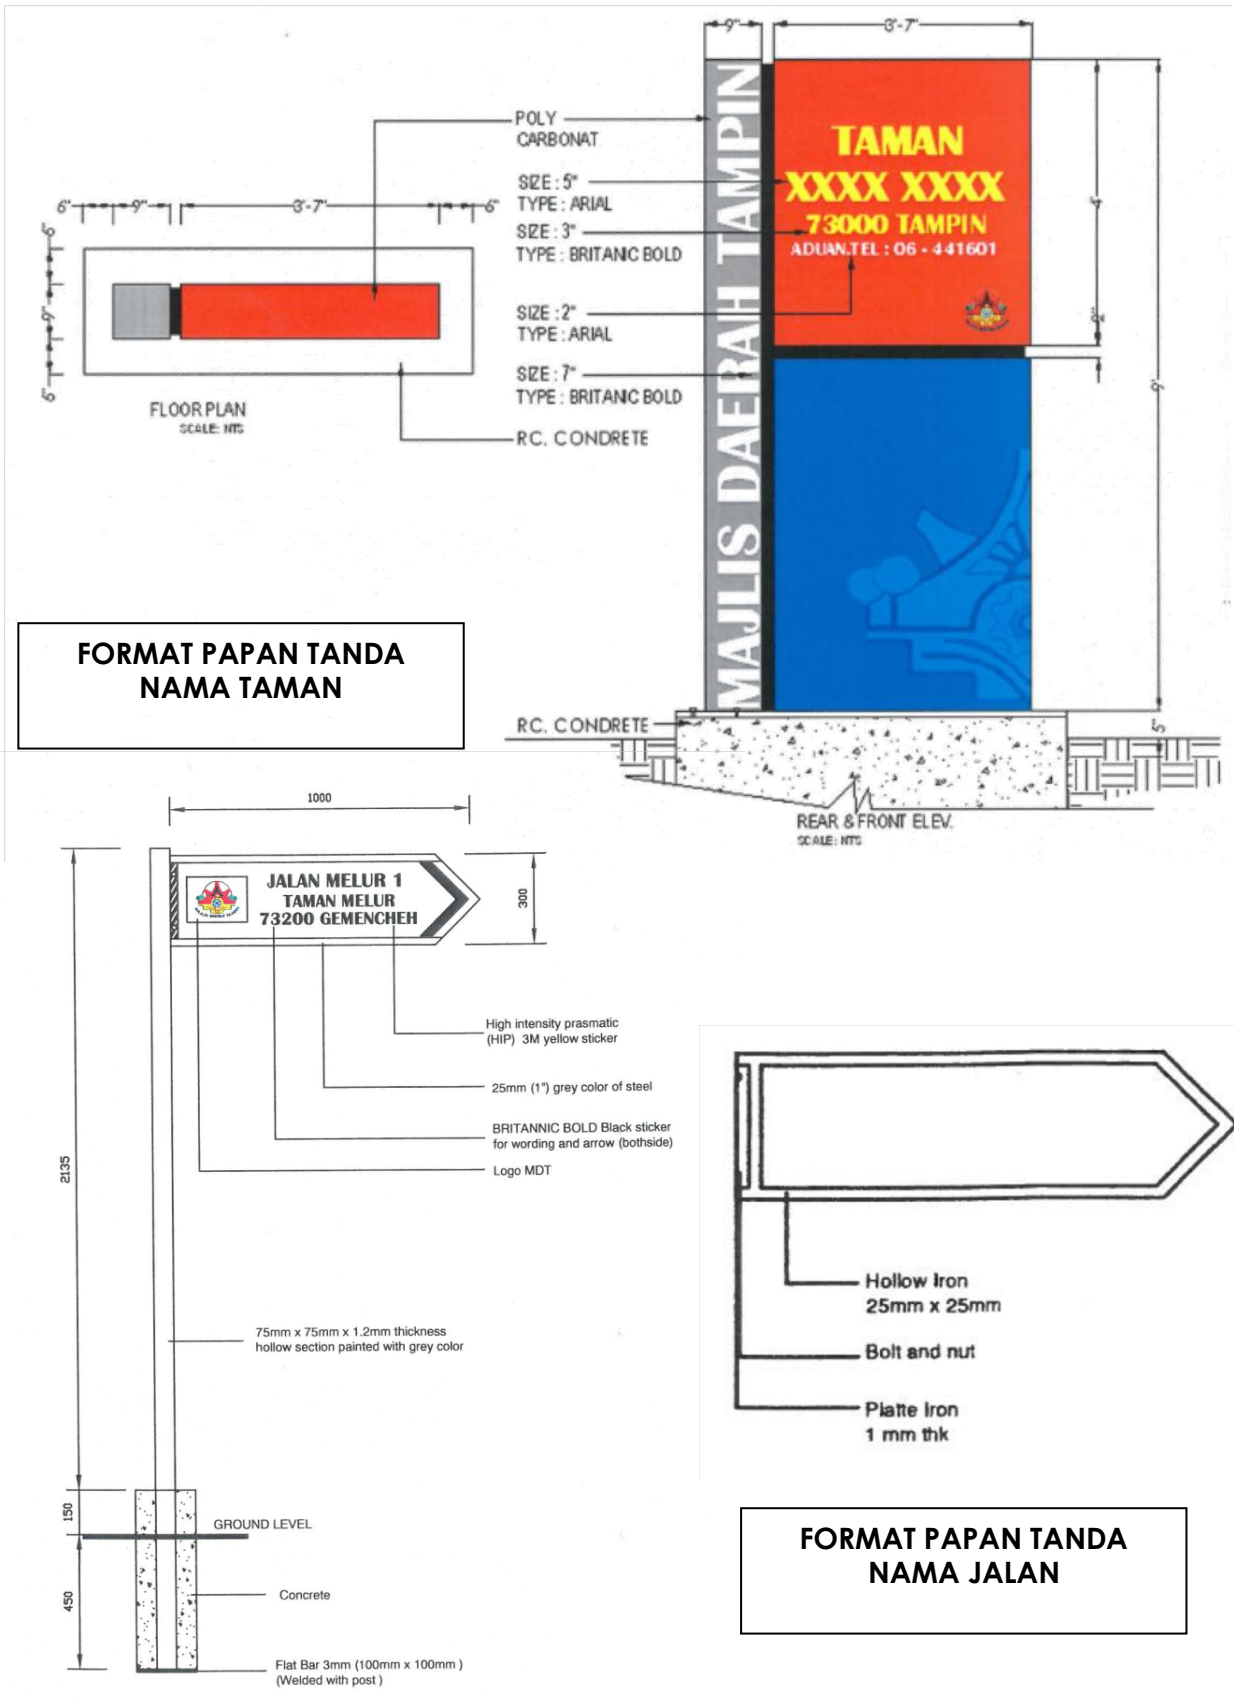 9"
3'-7"
POLY
CARBONAT
SIZE : 5"
TYPE : ARIAL
SIZE : 3"
TYPE : BRITANIC BOLD
SIZE : 2"
TYPE : ARIAL
SIZE : 7"
TYPE : BRITANIC BOLD
RC. CONDRETE
6"
9"
3'-7"
6"
6"
9"
6"
FLOOR PLAN
SCALE: NTS
MAJLIS DAERAH TAMPIN
TAMAN
XXXX XXXX
73000 TAMPIN
ADUAN.TEL : 06 - 441601
4'
2"
9'
5"
RC. CONDRETE
REAR & FRONT ELEV.
SCALE: NTS
FORMAT PAPAN TANDA
NAMA TAMAN
1000
300
2135
150
450
JALAN MELUR 1
TAMAN MELUR
73200 GEMENCHEH
High intensity prasmatic
(HIP) 3M yellow sticker
25mm (1") grey color of steel
BRITANNIC BOLD Black sticker
for wording and arrow (bothside)
Logo MDT
75mm x 75mm x 1.2mm thickness
hollow section painted with grey color
GROUND LEVEL
Concrete
Flat Bar 3mm (100mm x 100mm )
(Welded with post )
Hollow Iron
25mm x 25mm
Bolt and nut
Platte Iron
1 mm thk
FORMAT PAPAN TANDA
NAMA JALAN